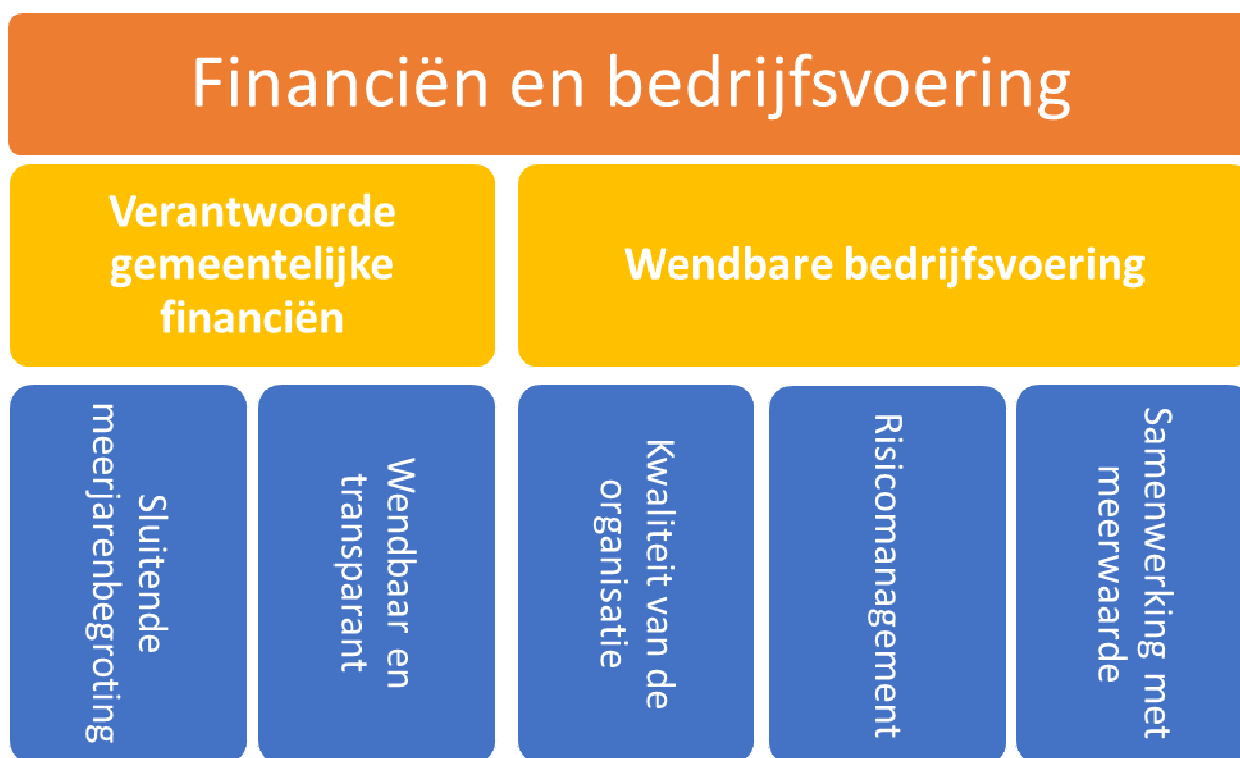 Financiën en bedrijfsvoering
Verantwoorde
gemeentelijke
financiën
Wendbare bedrijfsvoering
Sluitende
meerjarenbegroting
Wendbaar en
transparant
Kwaliteit van de
organisatie
Risicomanagement
Samenwerking met
meerwaarde